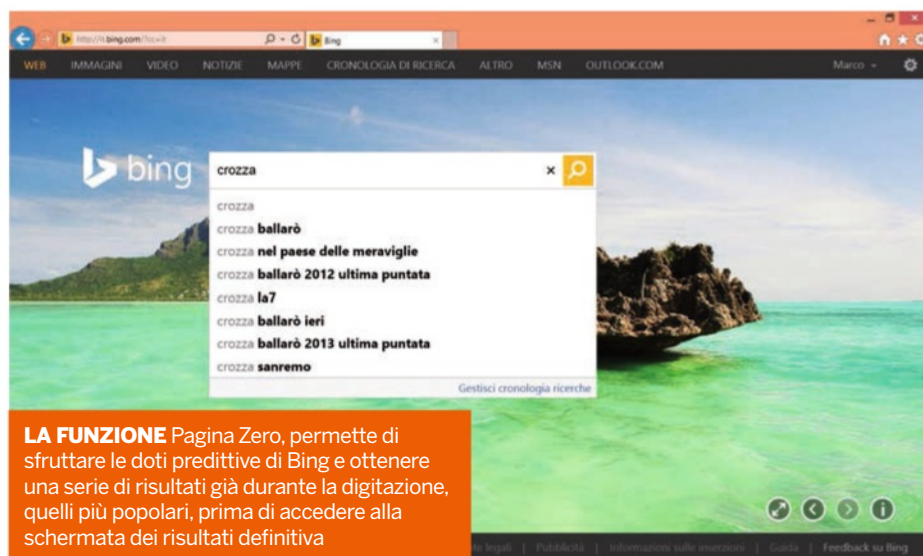 http://it.bing.com/?cc=it
Bing
WEB IMMAGINI VIDEO NOTIZIE MAPPE CRONOLOGIA DI RICERCA ALTRO MSN OUTLOOK.COM Marco
bing
crozza
crozza
crozza ballarò
crozza nel paese delle meraviglie
crozza ballarò 2012 ultima puntata
crozza la7
crozza ballarò ieri
crozza ballarò 2013 ultima puntata
crozza sanremo
Gestisci cronologia ricerche
LA FUNZIONE Pagina Zero, permette di
sfruttare le doti predittive di Bing e ottenere
una serie di risultati già durante la digitazione,
quelli più popolari, prima di accedere alla
schermata dei risultati definitiva
legali | Pubblicità | Informazioni sulle inserzioni | Guida | Feedback su Bing